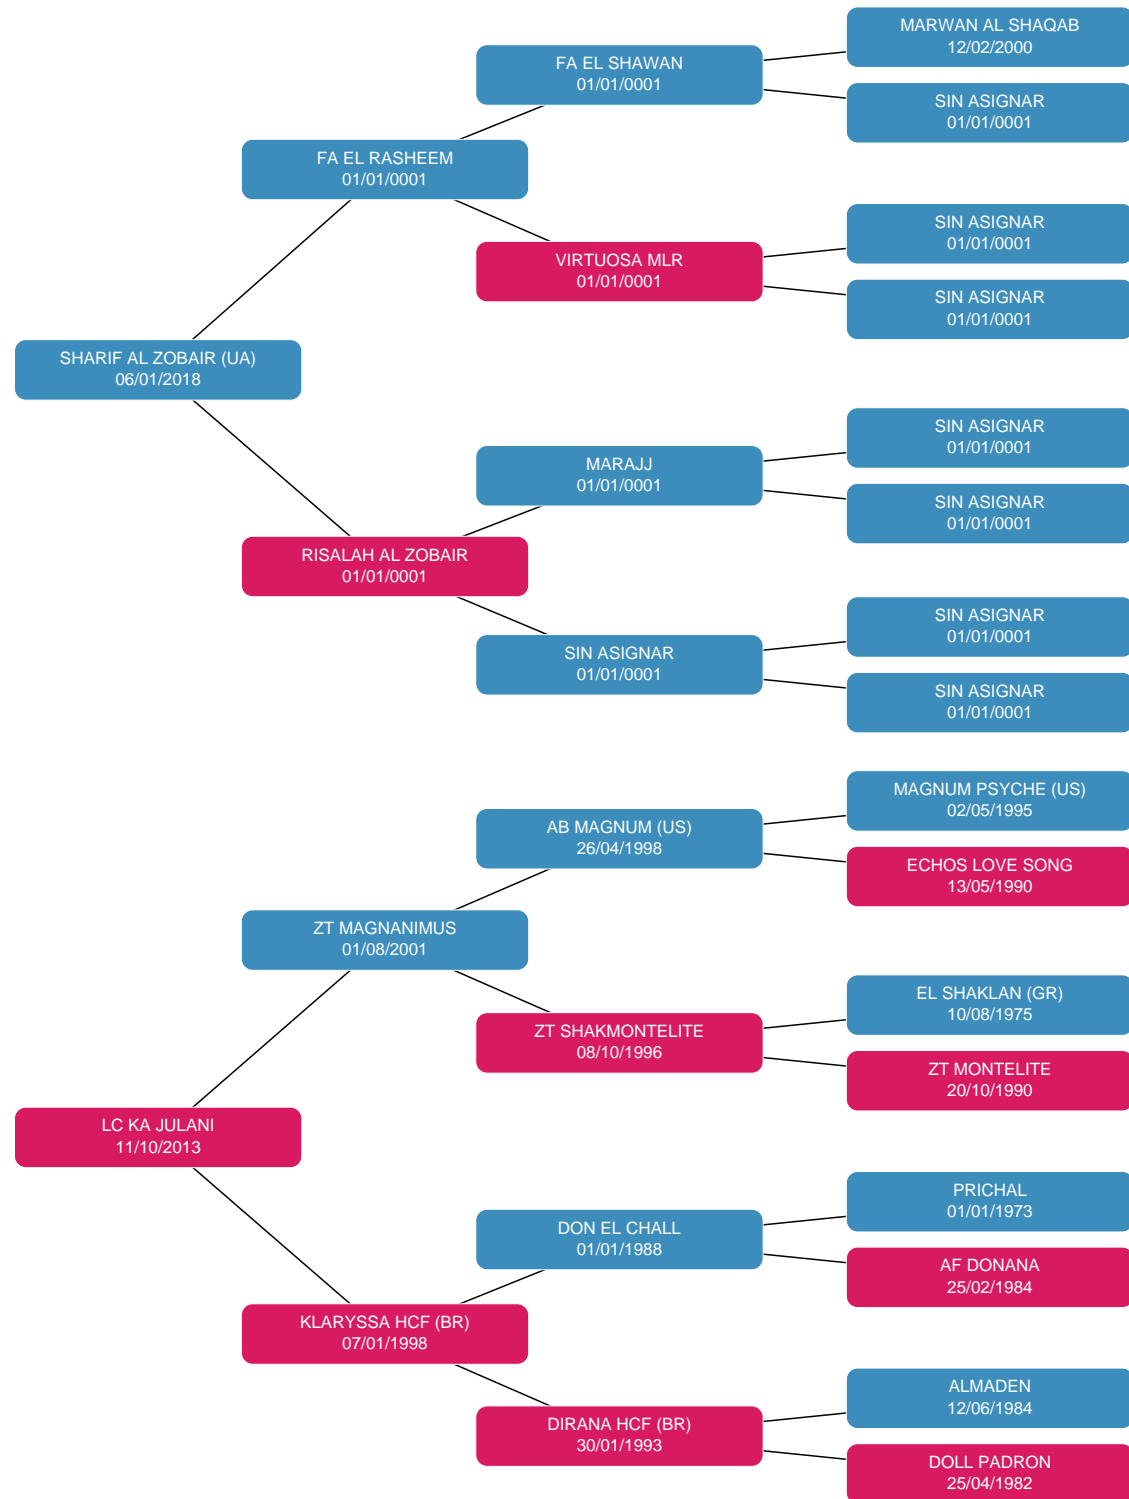 MARWAN AL SHAQAB
12/02/2000
FA EL SHAWAN
01/01/0001
SIN ASIGNAR
01/01/0001
FA EL RASHEEM
01/01/0001
SIN ASIGNAR
01/01/0001
VIRTUOSA MLR
01/01/0001
SIN ASIGNAR
01/01/0001
SHARIF AL ZOBAIR (UA)
06/01/2018
SIN ASIGNAR
01/01/0001
MARAJJ
01/01/0001
SIN ASIGNAR
01/01/0001
RISALAH AL ZOBAIR
01/01/0001
SIN ASIGNAR
01/01/0001
SIN ASIGNAR
01/01/0001
SIN ASIGNAR
01/01/0001
MAGNUM PSYCHE (US)
02/05/1995
AB MAGNUM (US)
26/04/1998
ECHOS LOVE SONG
13/05/1990
ZT MAGNANIMUS
01/08/2001
EL SHAKLAN (GR)
10/08/1975
ZT SHAKMONTELITE
08/10/1996
ZT MONTELITE
20/10/1990
LC KA JULANI
11/10/2013
PRICHAL
01/01/1973
DON EL CHALL
01/01/1988
AF DONANA
25/02/1984
KLARYSSA HCF (BR)
07/01/1998
ALMADEN
12/06/1984
DIRANA HCF (BR)
30/01/1993
DOLL PADRON
25/04/1982